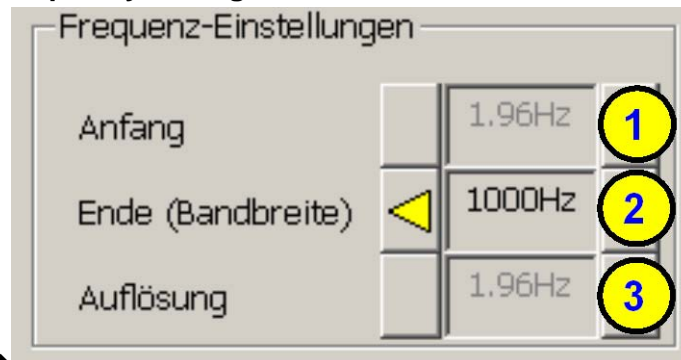 Frequenz-Einstellungen
Anfang 1.96Hz 1
Ende (Bandbreite) 1000Hz 2
Auflösung 1.96Hz 3